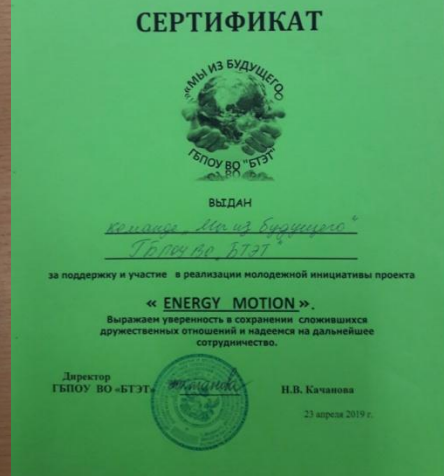 СЕРТИФИКАТ
«МЫ ИЗ БУДУЩЕГО»
ГБПОУ ВО "БТЭТ"
ВЫДАН
команде „Мы из будущего"
ГБПОУ ВО „БТЭТ"
за поддержку и участие в реализации молодежной инициативы проекта
« ENERGY MOTION ».
Выражаем уверенность в сохранении сложившихся
дружественных отношений и надеемся на дальнейшее
сотрудничество.
Директор
ГБПОУ ВО «БТЭТ» Н.В. Качанова
23 апреля 2019 г.